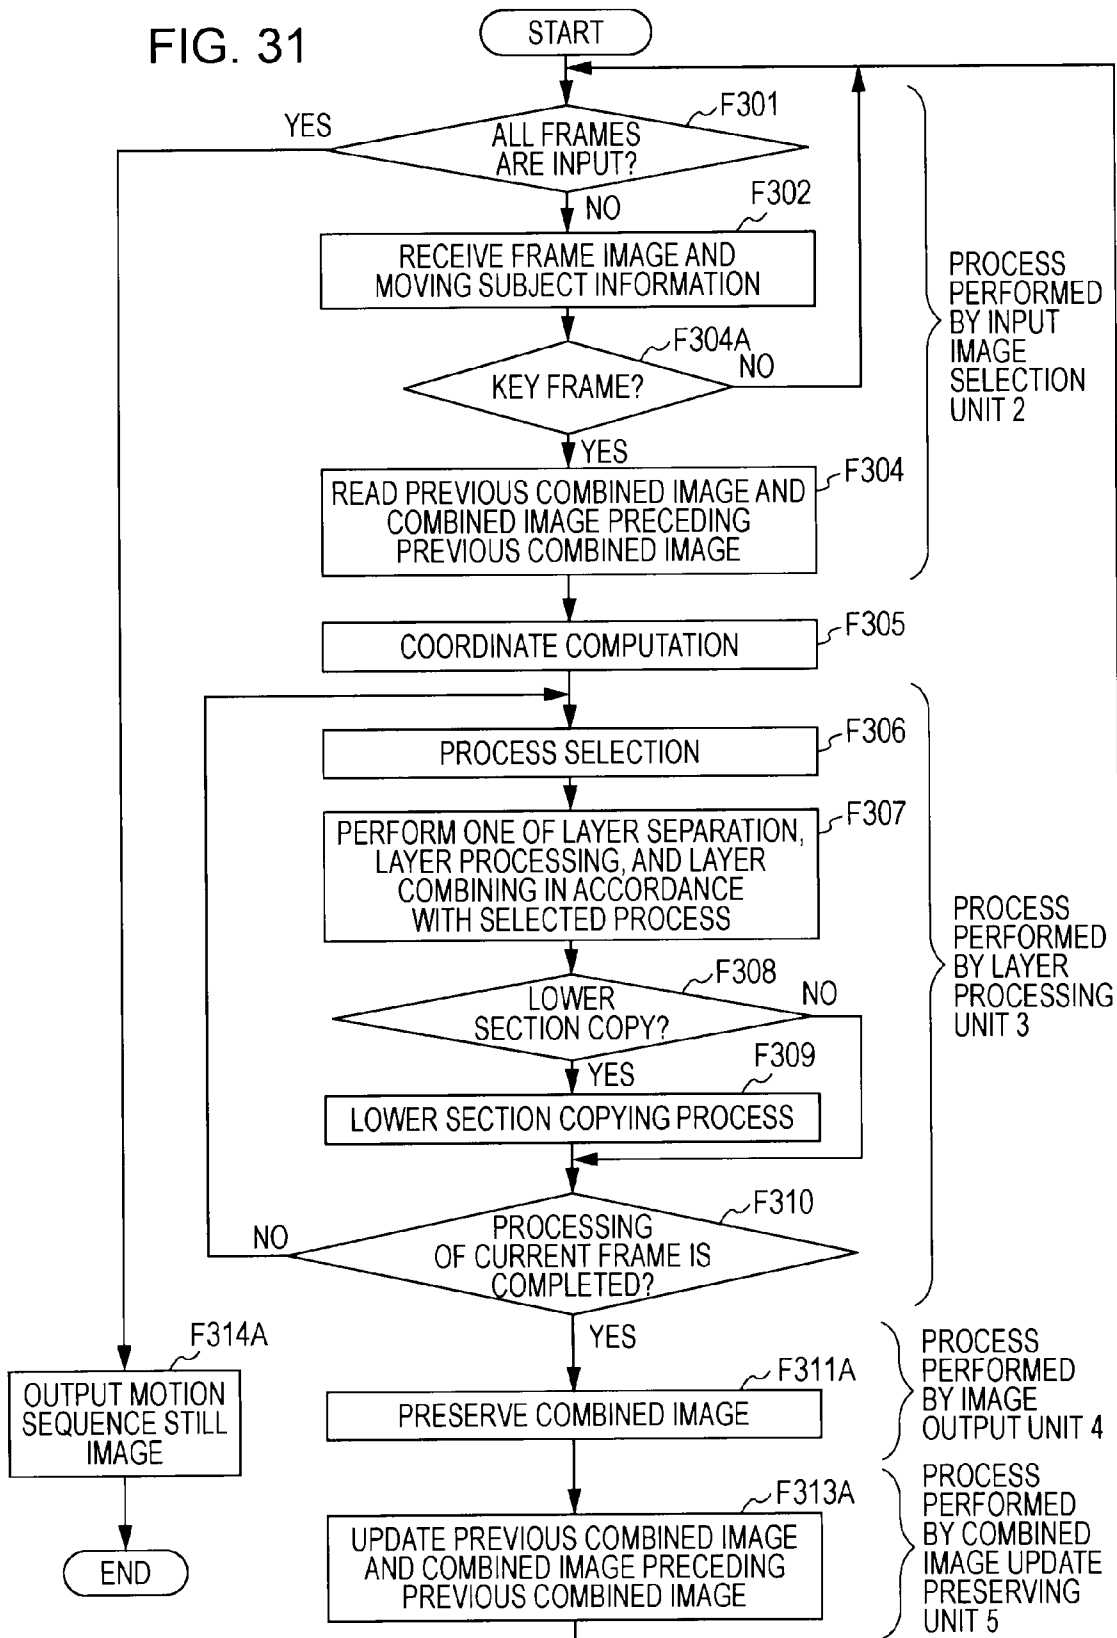 FIG. 31
START
F301
YES
ALL FRAMES
ARE INPUT?
NO
F302
RECEIVE FRAME IMAGE AND
MOVING SUBJECT INFORMATION
F304A
NO
KEY FRAME?
YES
PROCESS
PERFORMED
BY INPUT
IMAGE
SELECTION
UNIT 2
F304
READ PREVIOUS COMBINED IMAGE AND
COMBINED IMAGE PRECEDING
PREVIOUS COMBINED IMAGE
F305
COORDINATE COMPUTATION
F306
PROCESS SELECTION
F307
PERFORM ONE OF LAYER SEPARATION,
LAYER PROCESSING, AND LAYER
COMBINING IN ACCORDANCE
WITH SELECTED PROCESS
PROCESS
PERFORMED
BY LAYER
PROCESSING
UNIT 3
F308
NO
LOWER
SECTION COPY?
YES
F309
LOWER SECTION COPYING PROCESS
F310
NO
PROCESSING
OF CURRENT FRAME IS
COMPLETED?
YES
F314A
OUTPUT MOTION
SEQUENCE STILL
IMAGE
END
F311A
PRESERVE COMBINED IMAGE
PROCESS
PERFORMED
BY IMAGE
OUTPUT UNIT 4
F313A
UPDATE PREVIOUS COMBINED IMAGE
AND COMBINED IMAGE PRECEDING
PREVIOUS COMBINED IMAGE
PROCESS
PERFORMED
BY COMBINED
IMAGE UPDATE
PRESERVING
UNIT 5